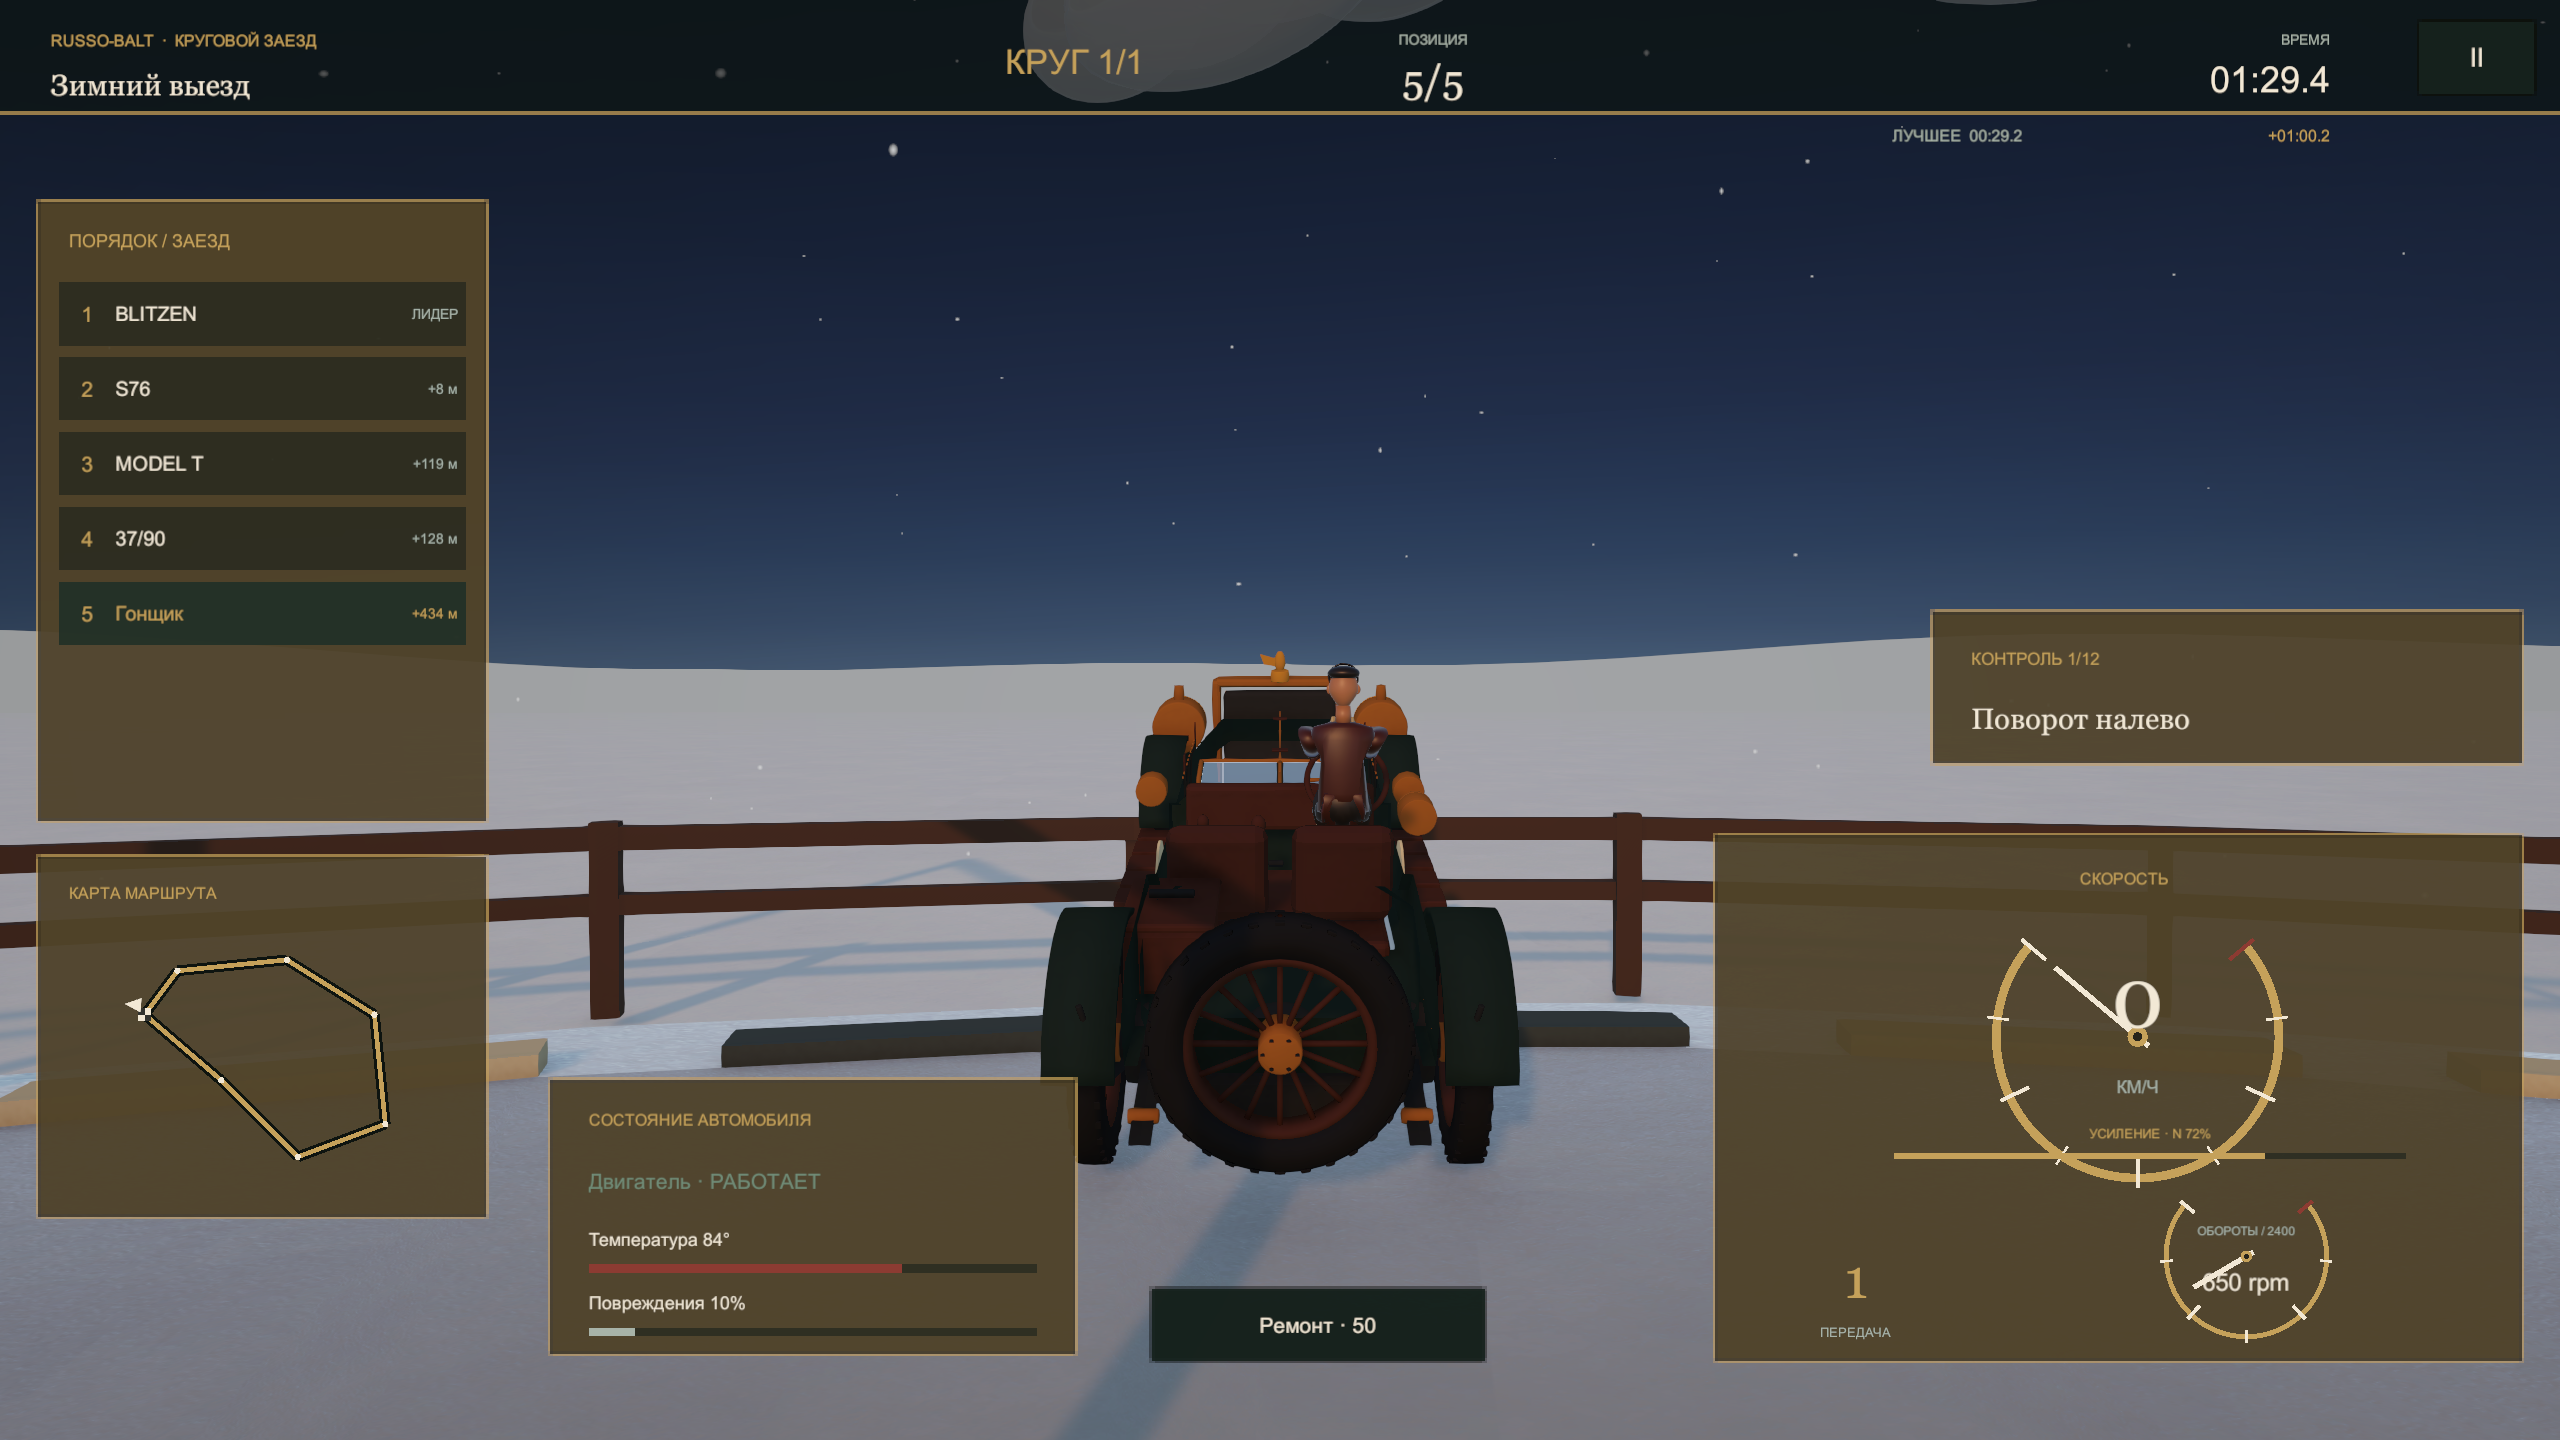 RUSSO-BALT · КРУГОВОЙ ЗАЕЗД
Зимний выезд
КРУГ 1/1
ПОЗИЦИЯ
5/5
ВРЕМЯ
01:29.4
II
ЛУЧШЕЕ 00:29.2
+01:00.2
ПОРЯДОК / ЗАЕЗД
1 BLITZEN ЛИДЕР
2 S76 +8 м
3 MODEL T +119 м
4 37/90 +128 м
5 Гонщик +434 м
КОНТРОЛЬ 1/12
Поворот налево
КАРТА МАРШРУТА
СОСТОЯНИЕ АВТОМОБИЛЯ
Двигатель · РАБОТАЕТ
Температура 84°
Повреждения 10%
Ремонт · 50
СКОРОСТЬ
0
КМ/Ч
УСИЛЕНИЕ · N 72%
ОБОРОТЫ / 2400
650 rpm
1
ПЕРЕДАЧА